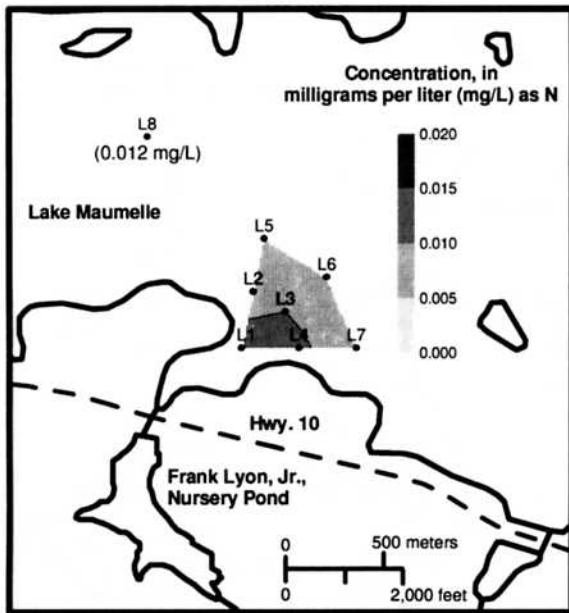 Concentration, in
milligrams per liter (mg/L) as N
L8
(0.012 mg/L)
0.020
0.015
0.010
0.005
0.000
Lake Maumelle
L5
L6
L2
L3
L1
L4
L7
Hwy. 10
Frank Lyon, Jr.,
Nursery Pond
0 500 meters
0 2,000 feet